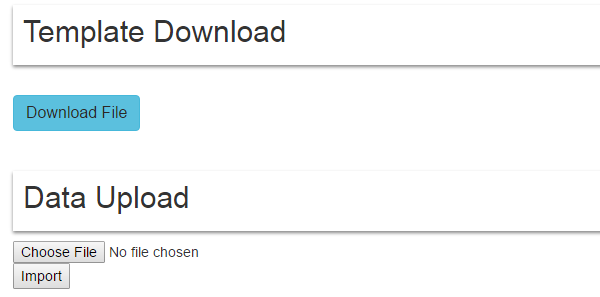 Template Download
Download File
Data Upload
Choose File No file chosen
Import